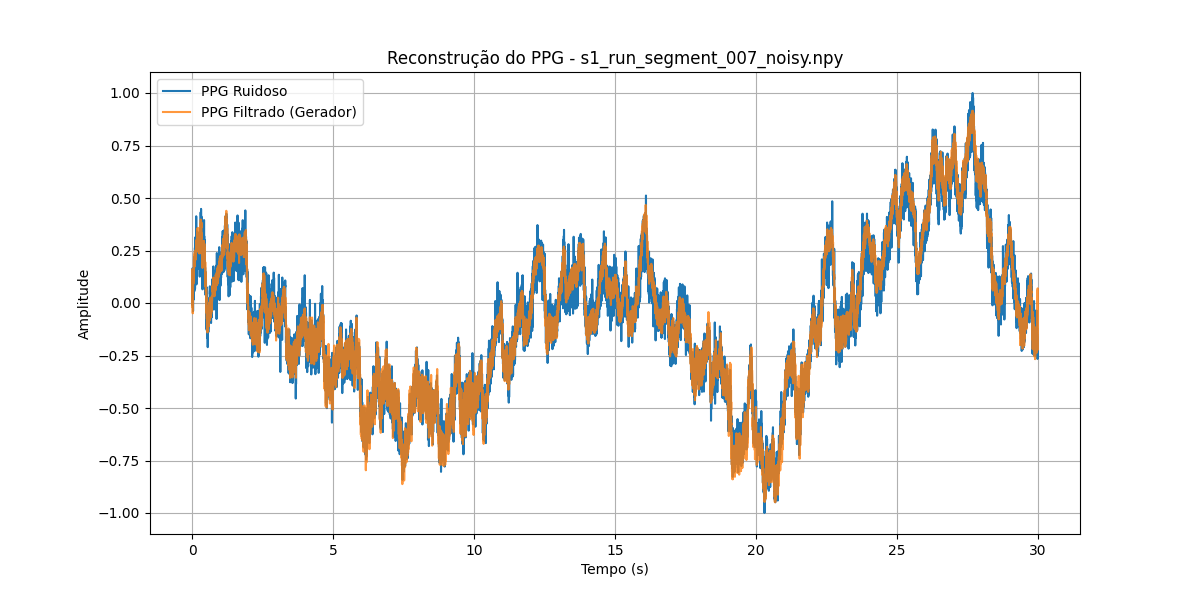 Reconstrução do PPG - s1_run_segment_007_noisy.npy
PPG Ruidoso
PPG Filtrado (Gerador)
1.00
0.75
0.50
0.25
0.00
−0.25
−0.50
−0.75
−1.00
Amplitude
0 5 10 15 20 25 30
Tempo (s)